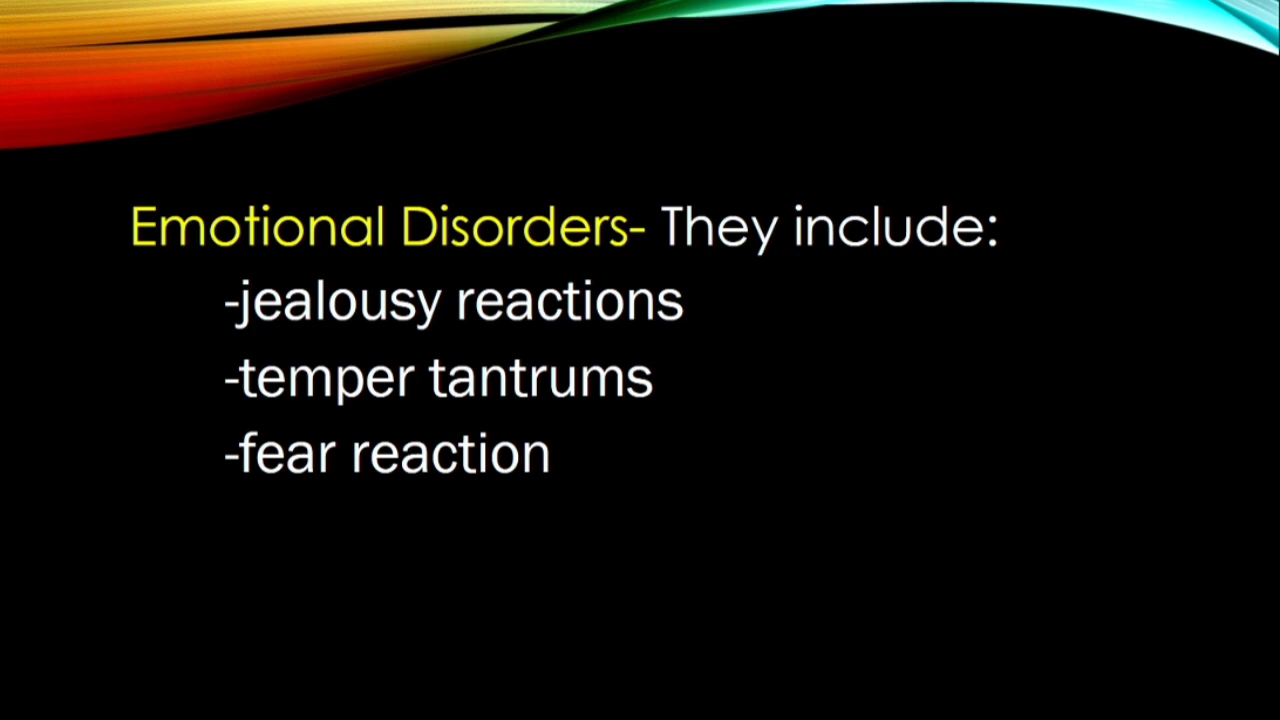 Emotional Disorders- They include:
-jealousy reactions
-temper tantrums
-fear reaction